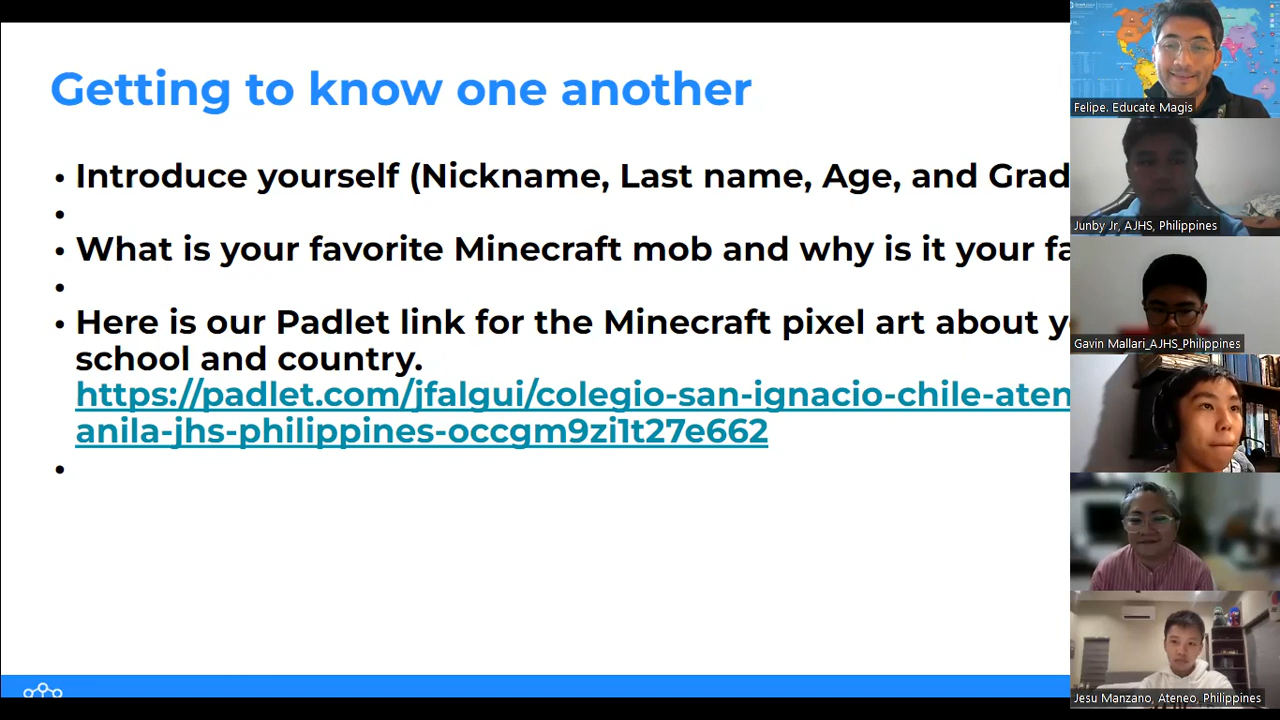 Getting to know one another
• Introduce yourself (Nickname, Last name, Age, and Grad
•
• What is your favorite Minecraft mob and why is it your fa
•
• Here is our Padlet link for the Minecraft pixel art about y
school and country.
https://padlet.com/jfalgui/colegio-san-ignacio-chile-aten
anila-jhs-philippines-occgm9zi1t27e662
•
Felipe. Educate Magis
Junby Jr, AJHS, Philippines
Gavin Mallari_AJHS_Philippines
Jesu Manzano, Ateneo, Philippines